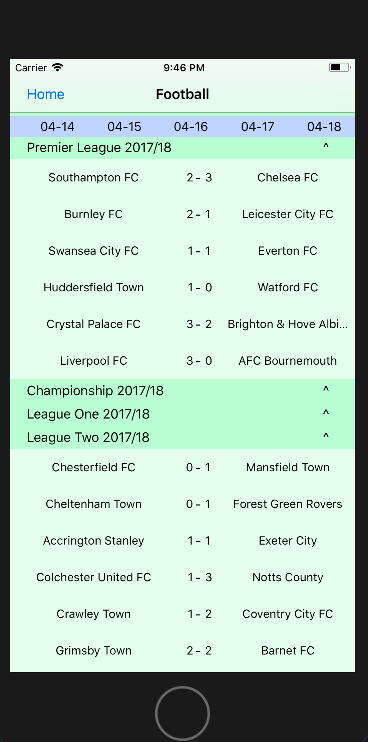 Carrier 9:46 PM
Home Football
04-14 04-15 04-16 04-17 04-18
Premier League 2017/18 ^
Southampton FC 2 - 3 Chelsea FC
Burnley FC 2 - 1 Leicester City FC
Swansea City FC 1 - 1 Everton FC
Huddersfield Town 1 - 0 Watford FC
Crystal Palace FC 3 - 2 Brighton & Hove Albi...
Liverpool FC 3 - 0 AFC Bournemouth
Championship 2017/18 ^
League One 2017/18 ^
League Two 2017/18 ^
Chesterfield FC 0 - 1 Mansfield Town
Cheltenham Town 0 - 1 Forest Green Rovers
Accrington Stanley 1 - 1 Exeter City
Colchester United FC 1 - 3 Notts County
Crawley Town 1 - 2 Coventry City FC
Grimsby Town 2 - 2 Barnet FC